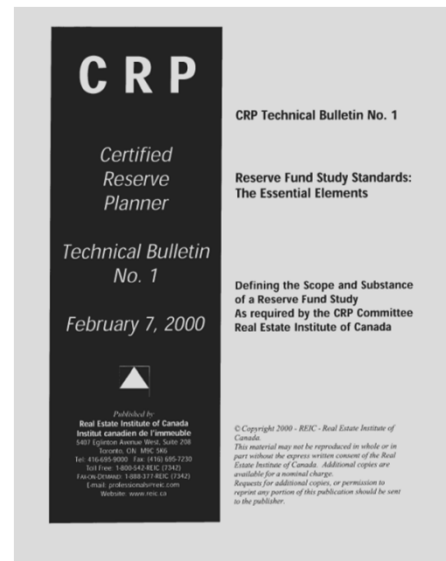 CRP
Certified
Reserve
Planner
Technical Bulletin
No. 1
February 7, 2000
Published by
Real Estate Institute of Canada
Institut canadien de l'immeuble
5407 Eglinton Avenue West, Suite 208
Toronto, ON M9C 5K6
Tel: 416-695-9000 Fax: (416) 695-7230
Toll Free: 1-800-542-REIC (7342)
FAX-ON-DEMAND: 1-888-377-REIC (7342)
E-mail: professionals@reic.com
Website: www.reic.ca
CRP Technical Bulletin No. 1
Reserve Fund Study Standards:
The Essential Elements
Defining the Scope and Substance
of a Reserve Fund Study
As required by the CRP Committee
Real Estate Institute of Canada
© Copyright 2000 - REIC - Real Estate Institute of
Canada.
This material may not be reproduced in whole or in
part without the express written consent of the Real
Estate Institute of Canada. Additional copies are
available for a nominal charge.
Requests for additional copies, or permission to
reprint any portion of this publication should be sent
to the publisher.